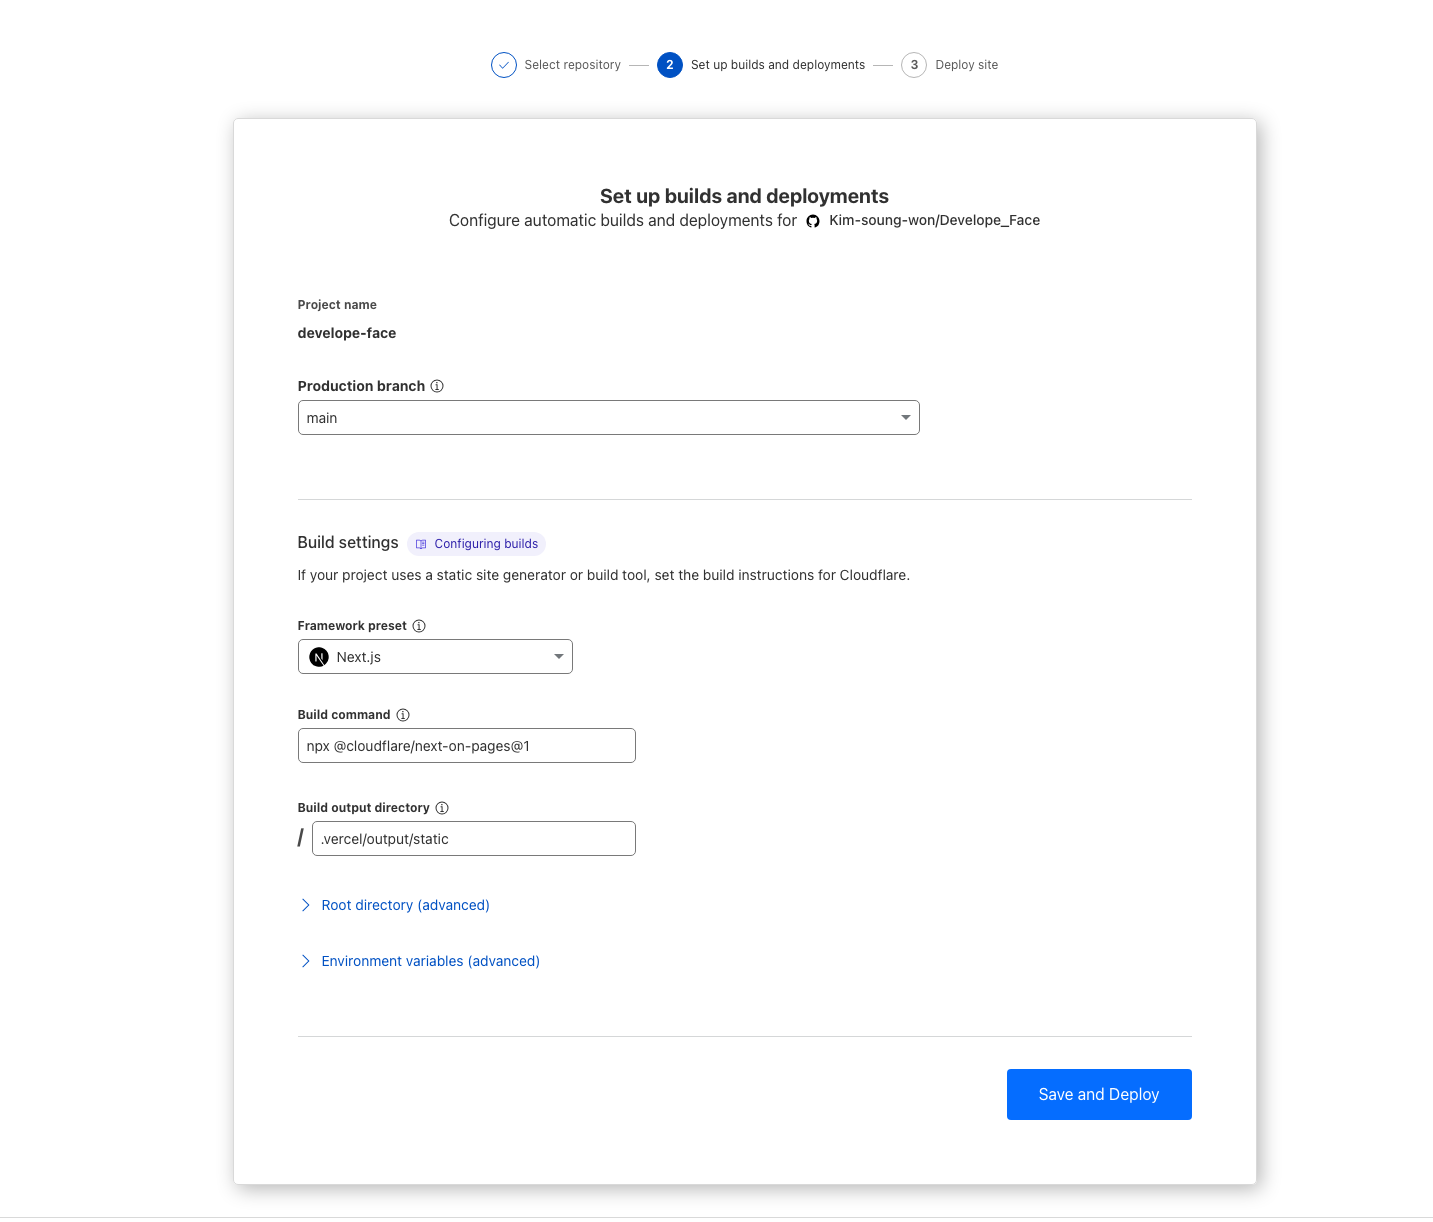 Select repository
2 Set up builds and deployments
3 Deploy site
Set up builds and deployments
Configure automatic builds and deployments for Kim-soung-won/Develope_Face
Project name
develope-face
Production branch
main
Build settings Configuring builds
If your project uses a static site generator or build tool, set the build instructions for Cloudflare.
Framework preset
N Next.js
Build command
npx @cloudflare/next-on-pages@1
Build output directory
/ .vercel/output/static
Root directory (advanced)
Environment variables (advanced)
Save and Deploy